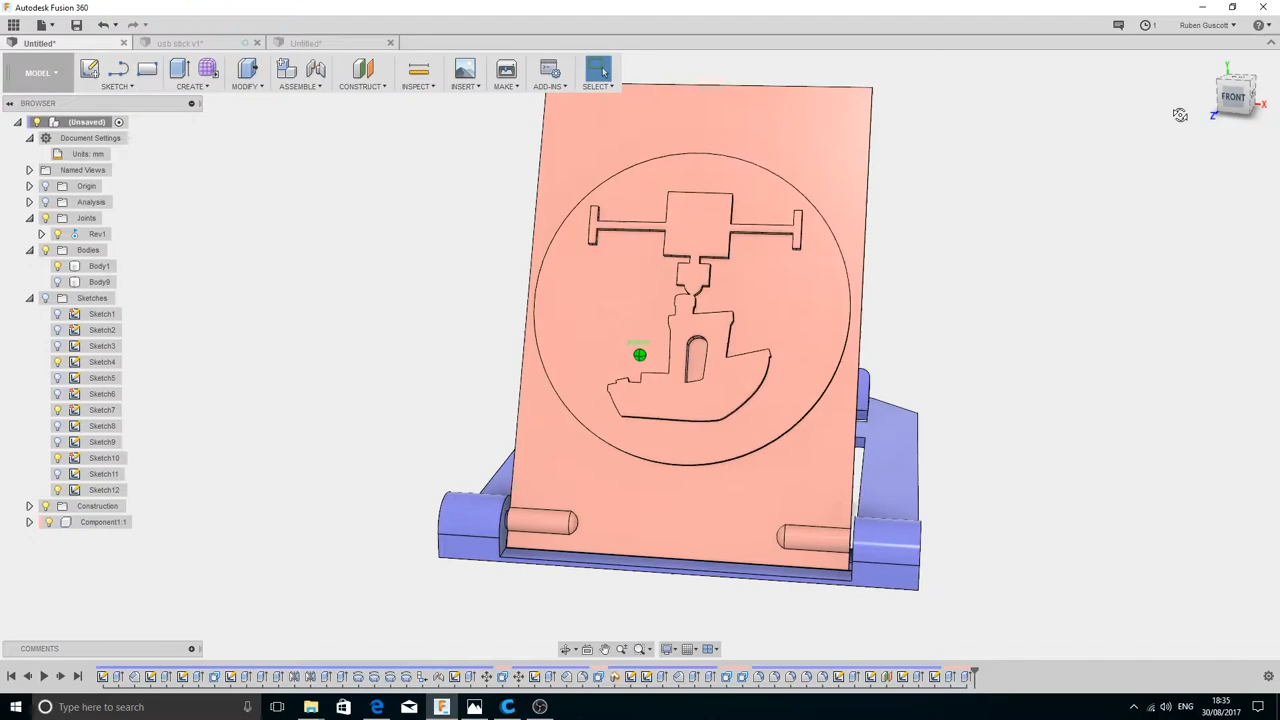 Autodesk Fusion 360
Ruben Guscott
1
Untitled*
usb stick v1*
Untitled*
MODEL
SKETCH
CREATE
MODIFY
ASSEMBLE
CONSTRUCT
INSPECT
INSERT
MAKE
ADD-INS
SELECT
BROWSER
(Unsaved)
Document Settings
Units: mm
Named Views
Origin
Analysis
Joints
Rev1
Bodies
Body1
Body9
Sketches
Sketch1
Sketch2
Sketch3
Sketch4
Sketch5
Sketch6
Sketch7
Sketch8
Sketch9
Sketch10
Sketch11
Sketch12
Construction
Component1:1
Y
FRONT
X
Z
COMMENTS
Type here to search
ENG
18:35
30/08/2017